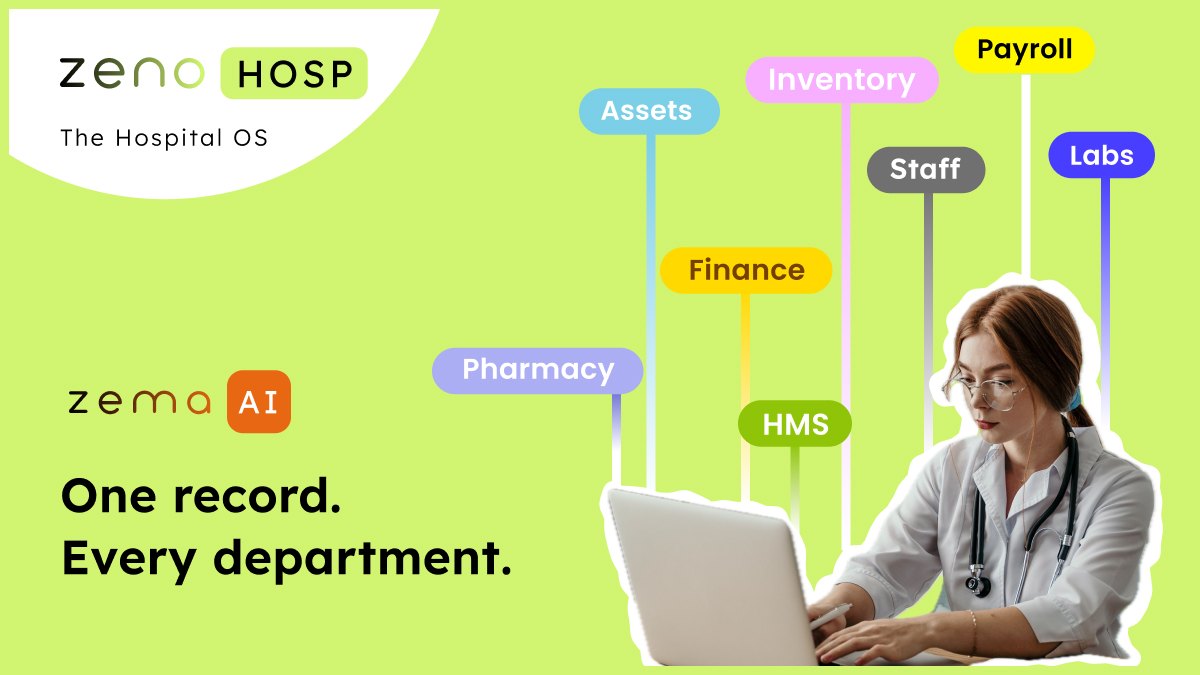 zeno HOSP
The Hospital OS
Payroll
Inventory
Assets
Labs
Staff
Finance
Pharmacy
HMS
zema AI
One record.
Every department.